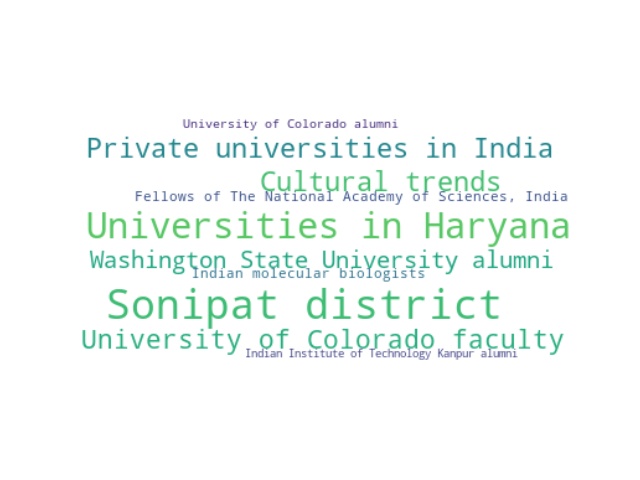 University of Colorado alumni
Private universities in India
Cultural trends
Fellows of The National Academy of Sciences, India
Universities in Haryana
Washington State University alumni
Indian molecular biologists
Sonipat district
University of Colorado faculty
Indian Institute of Technology Kanpur alumni